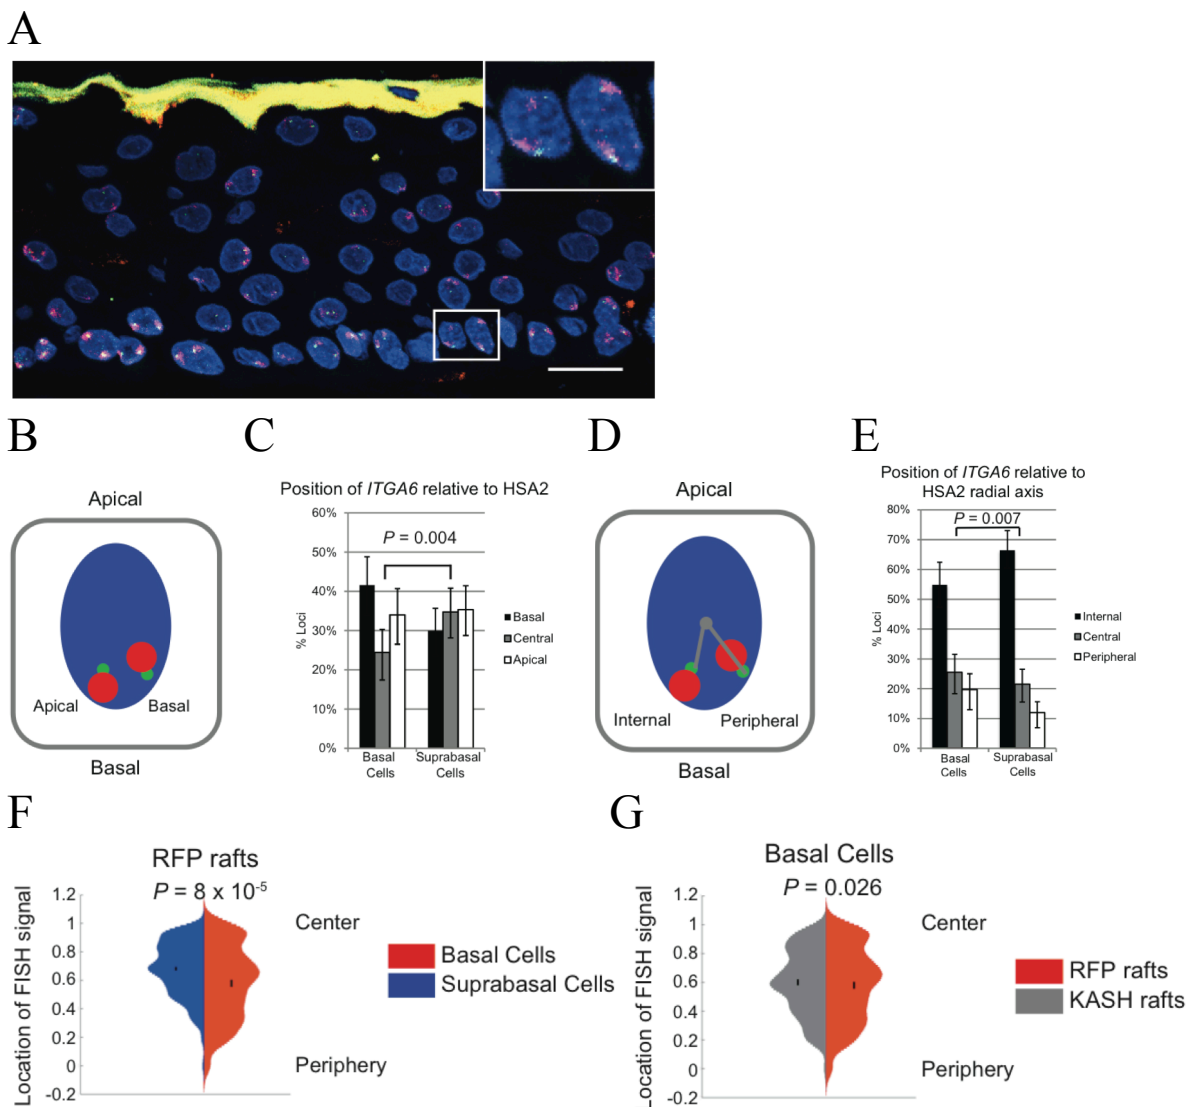 A
B
Apical
Apical
Basal
Basal
C
Position of ITGA6 relative to HSA2
P = 0.004
% Loci
60%
50%
40%
30%
20%
10%
0%
Basal Cells
Suprabasal Cells
Basal
Central
Apical
D
Apical
Internal
Peripheral
Basal
E
Position of ITGA6 relative to
HSA2 radial axis
P = 0.007
% Loci
80%
70%
60%
50%
40%
30%
20%
10%
0%
Basal Cells
Suprabasal Cells
Internal
Central
Peripheral
F
RFP rafts
P = 8 x 10-5
Location of FISH signal
1.2
1
0.8
0.6
0.4
0.2
0
-0.2
Center
Periphery
Basal Cells
Suprabasal Cells
G
Basal Cells
P = 0.026
Location of FISH signal
1.2
1
0.8
0.6
0.4
0.2
0
-0.2
Center
Periphery
RFP rafts
KASH rafts